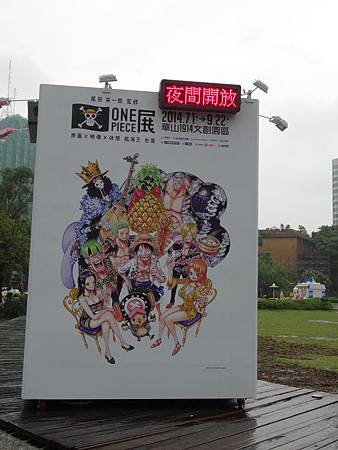 夜間開放
尾田 栄一郎 監修
ONE PIECE展
原画×映像×体感 航海王 台灣
2014.7.1→9.22
華山1914文創園區